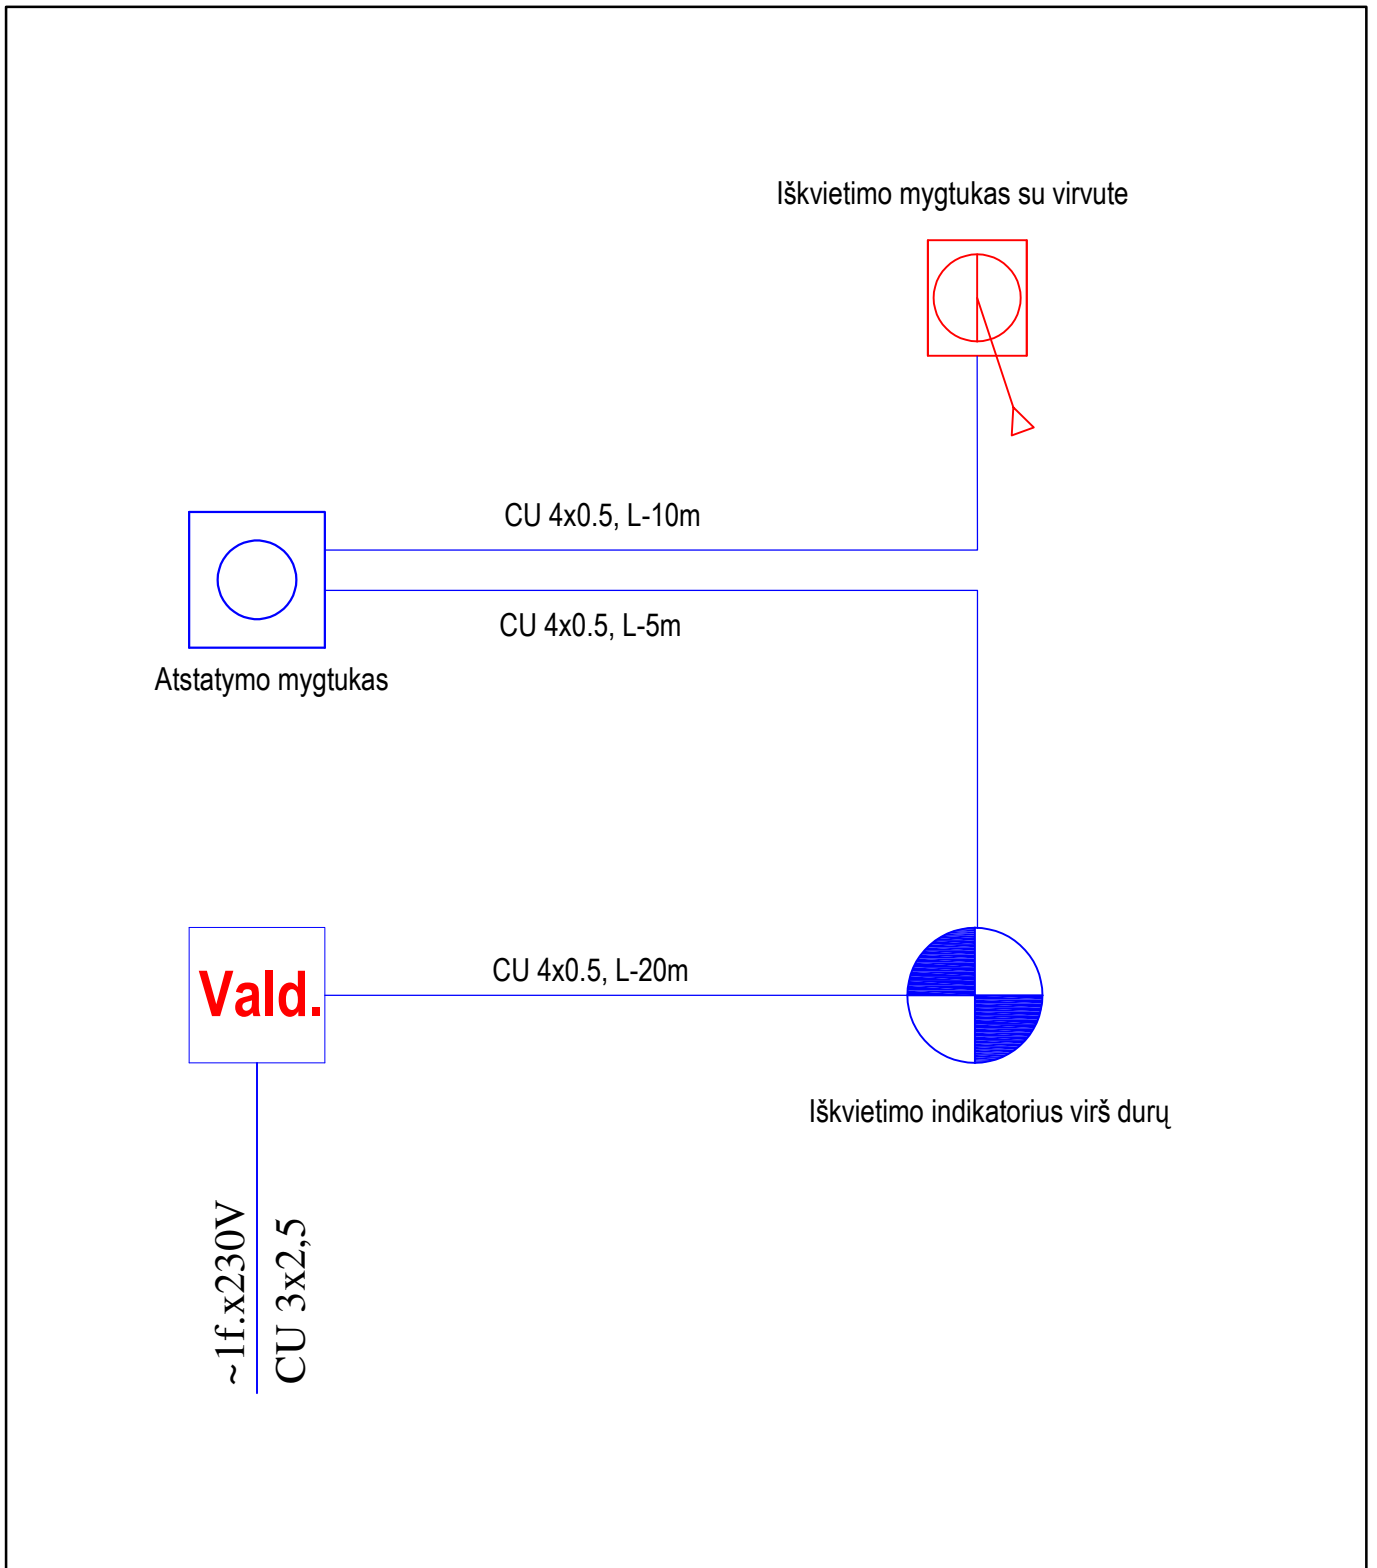 Iškvietimo mygtukas su virvute
CU 4x0.5, L-10m
CU 4x0.5, L-5m
Atstatymo mygtukas
Vald.
CU 4x0.5, L-20m
Iškvietimo indikatorius virš durų
~1f.x230V
CU 3x2,5